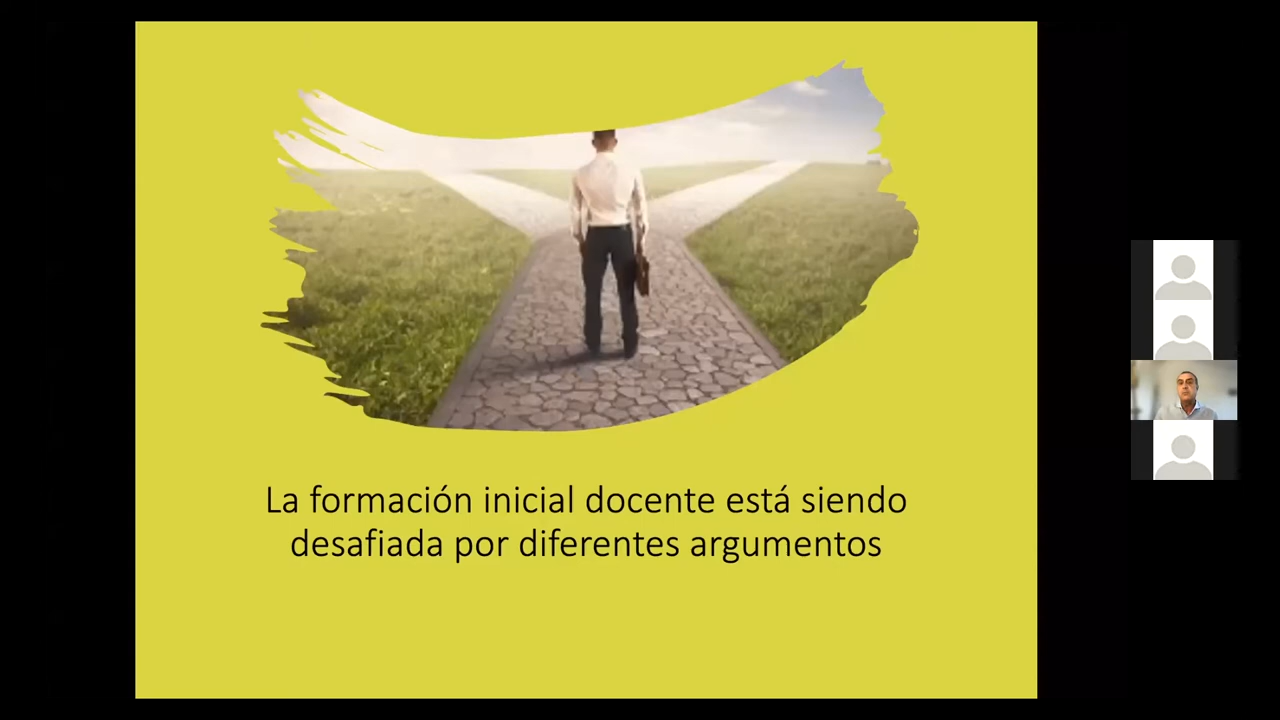 La formación inicial docente está siendo
desafiada por diferentes argumentos